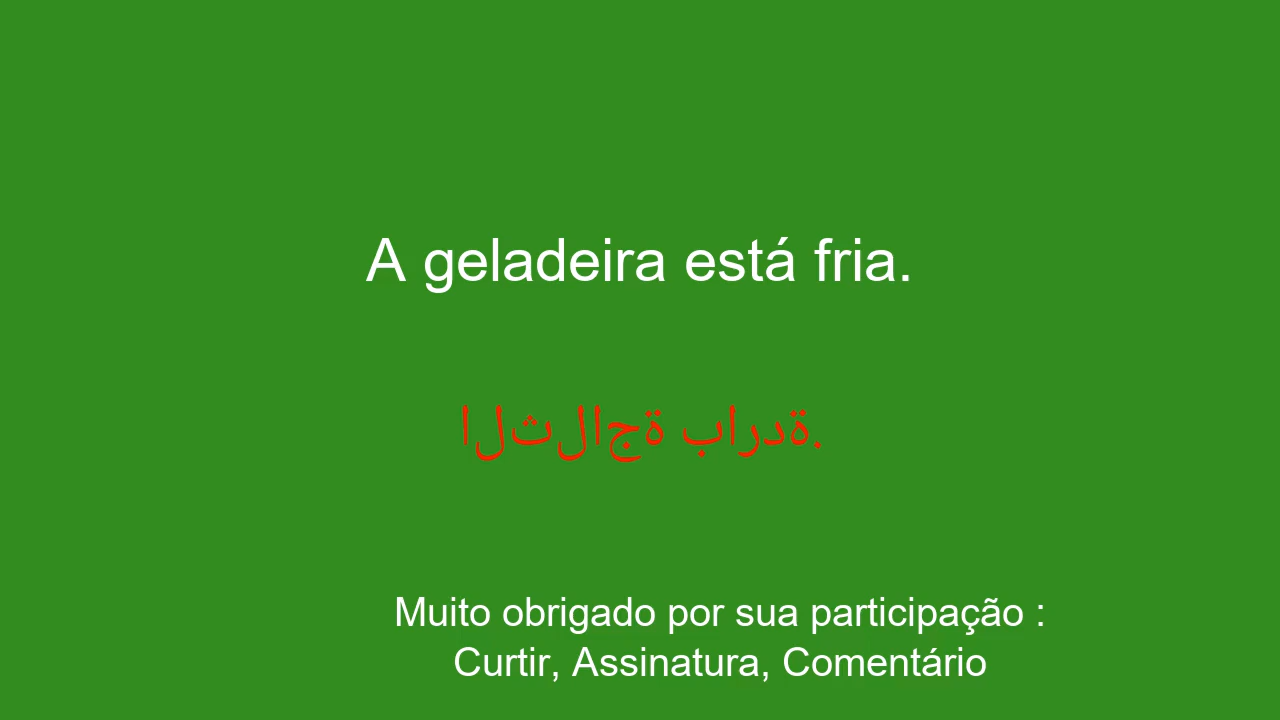 A geladeira está fria.
الثلاجة باردة.
Muito obrigado por sua participação :
Curtir, Assinatura, Comentário